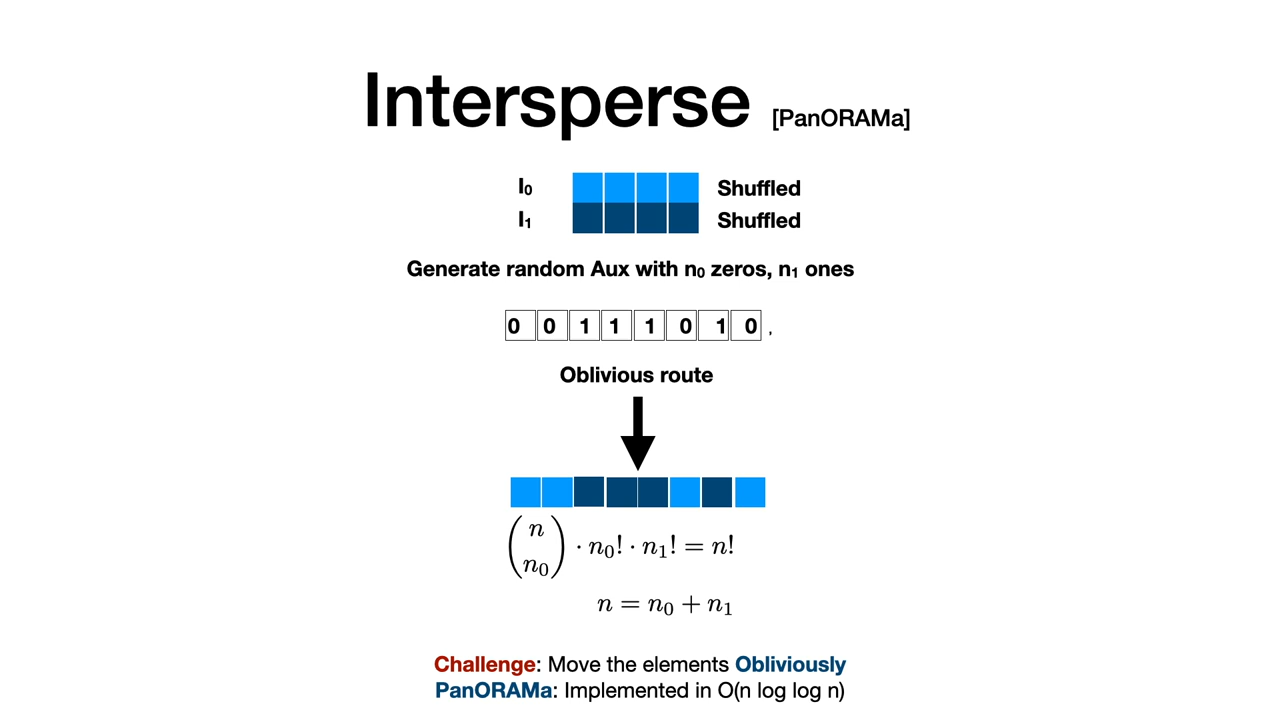 Intersperse [PanORAMa]
I₀ Shuffled
I₁ Shuffled
Generate random Aux with n₀ zeros, n₁ ones
0 0 1 1 1 0 1 0 ,
Oblivious route
(n n₀) · n₀! · n₁! = n!
n = n₀ + n₁
Challenge: Move the elements Obliviously
PanORAMa: Implemented in O(n log log n)